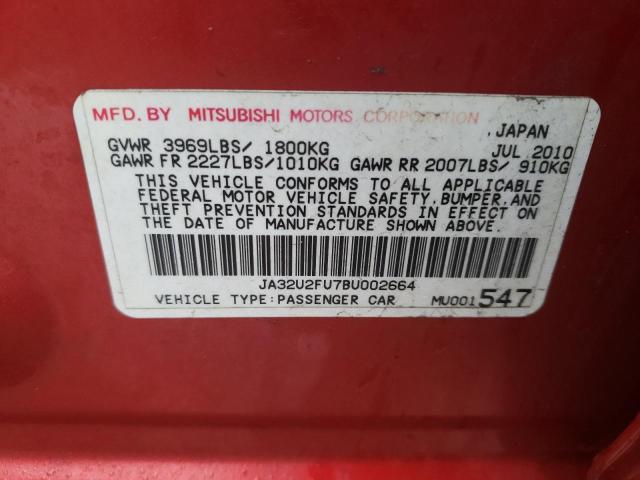 MFD. BY MITSUBISHI MOTORS CORPORATION
JAPAN
GVWR 3969LBS/ 1800KG JUL 2010
GAWR FR 2227LBS/1010KG GAWR RR 2007LBS/ 910KG
THIS VEHICLE CONFORMS TO ALL APPLICABLE
FEDERAL MOTOR VEHICLE SAFETY, BUMPER, AND
THEFT PREVENTION STANDARDS IN EFFECT ON
THE DATE OF MANUFACTURE SHOWN ABOVE.
JA32U2FU7BU002664
VEHICLE TYPE:PASSENGER CAR MU001547